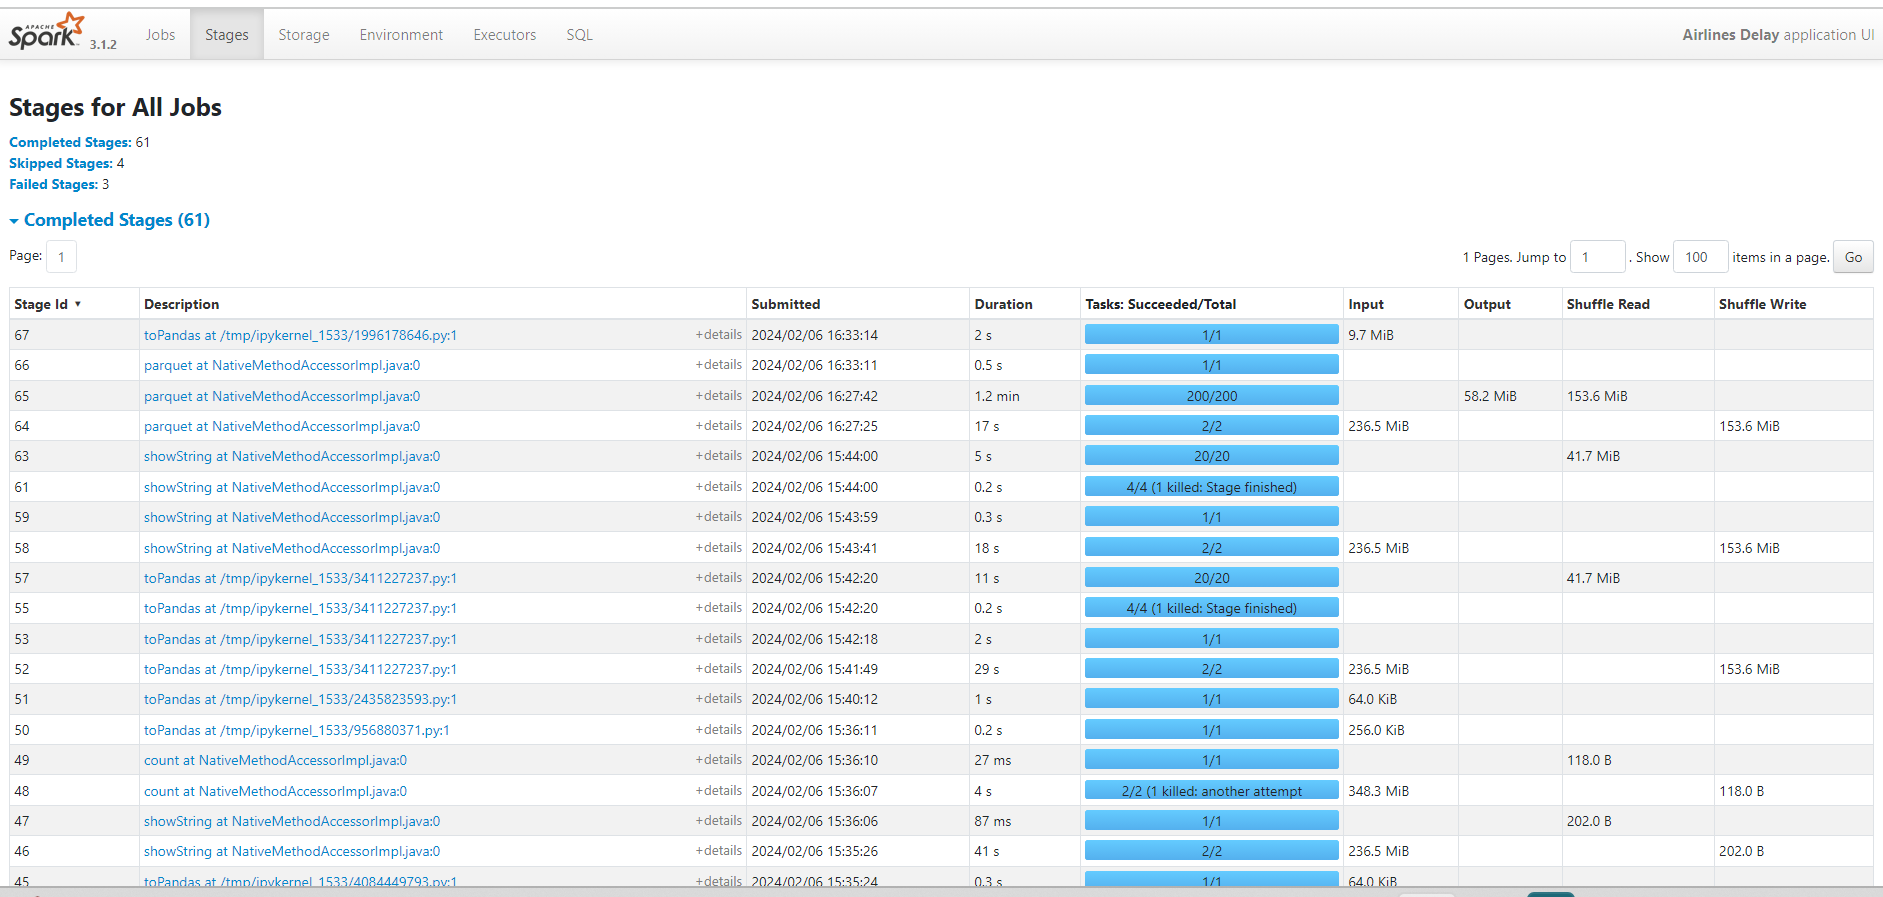 APACHE
Spark 3.1.2 Jobs Stages Storage Environment Executors SQL Airlines Delay application UI
Stages for All Jobs
Completed Stages: 61
Skipped Stages: 4
Failed Stages: 3
Completed Stages (61)
Page: 1 1 Pages. Jump to 1 . Show 100 items in a page. Go
Stage Id ▾ Description Submitted Duration Tasks: Succeeded/Total Input Output Shuffle Read Shuffle Write
67 toPandas at /tmp/ipykernel_1533/1996178646.py:1 +details 2024/02/06 16:33:14 2 s 1/1 9.7 MiB
66 parquet at NativeMethodAccessorImpl.java:0 +details 2024/02/06 16:33:11 0.5 s 1/1
65 parquet at NativeMethodAccessorImpl.java:0 +details 2024/02/06 16:27:42 1.2 min 200/200 58.2 MiB 153.6 MiB
64 parquet at NativeMethodAccessorImpl.java:0 +details 2024/02/06 16:27:25 17 s 2/2 236.5 MiB 153.6 MiB
63 showString at NativeMethodAccessorImpl.java:0 +details 2024/02/06 15:44:00 5 s 20/20 41.7 MiB
61 showString at NativeMethodAccessorImpl.java:0 +details 2024/02/06 15:44:00 0.2 s 4/4 (1 killed: Stage finished)
59 showString at NativeMethodAccessorImpl.java:0 +details 2024/02/06 15:43:59 0.3 s 1/1
58 showString at NativeMethodAccessorImpl.java:0 +details 2024/02/06 15:43:41 18 s 2/2 236.5 MiB 153.6 MiB
57 toPandas at /tmp/ipykernel_1533/3411227237.py:1 +details 2024/02/06 15:42:20 11 s 20/20 41.7 MiB
55 toPandas at /tmp/ipykernel_1533/3411227237.py:1 +details 2024/02/06 15:42:20 0.2 s 4/4 (1 killed: Stage finished)
53 toPandas at /tmp/ipykernel_1533/3411227237.py:1 +details 2024/02/06 15:42:18 2 s 1/1
52 toPandas at /tmp/ipykernel_1533/3411227237.py:1 +details 2024/02/06 15:41:49 29 s 2/2 236.5 MiB 153.6 MiB
51 toPandas at /tmp/ipykernel_1533/2435823593.py:1 +details 2024/02/06 15:40:12 1 s 1/1 64.0 KiB
50 toPandas at /tmp/ipykernel_1533/956880371.py:1 +details 2024/02/06 15:36:11 0.2 s 1/1 256.0 KiB
49 count at NativeMethodAccessorImpl.java:0 +details 2024/02/06 15:36:10 27 ms 1/1 118.0 B
48 count at NativeMethodAccessorImpl.java:0 +details 2024/02/06 15:36:07 4 s 2/2 (1 killed: another attempt 348.3 MiB 118.0 B
47 showString at NativeMethodAccessorImpl.java:0 +details 2024/02/06 15:36:06 87 ms 1/1 202.0 B
46 showString at NativeMethodAccessorImpl.java:0 +details 2024/02/06 15:35:26 41 s 2/2 236.5 MiB 202.0 B
45 toPandas at /tmp/ipykernel_1533/4084449793.py:1 +details 2024/02/06 15:35:24 0.3 s 1/1 64.0 KiB